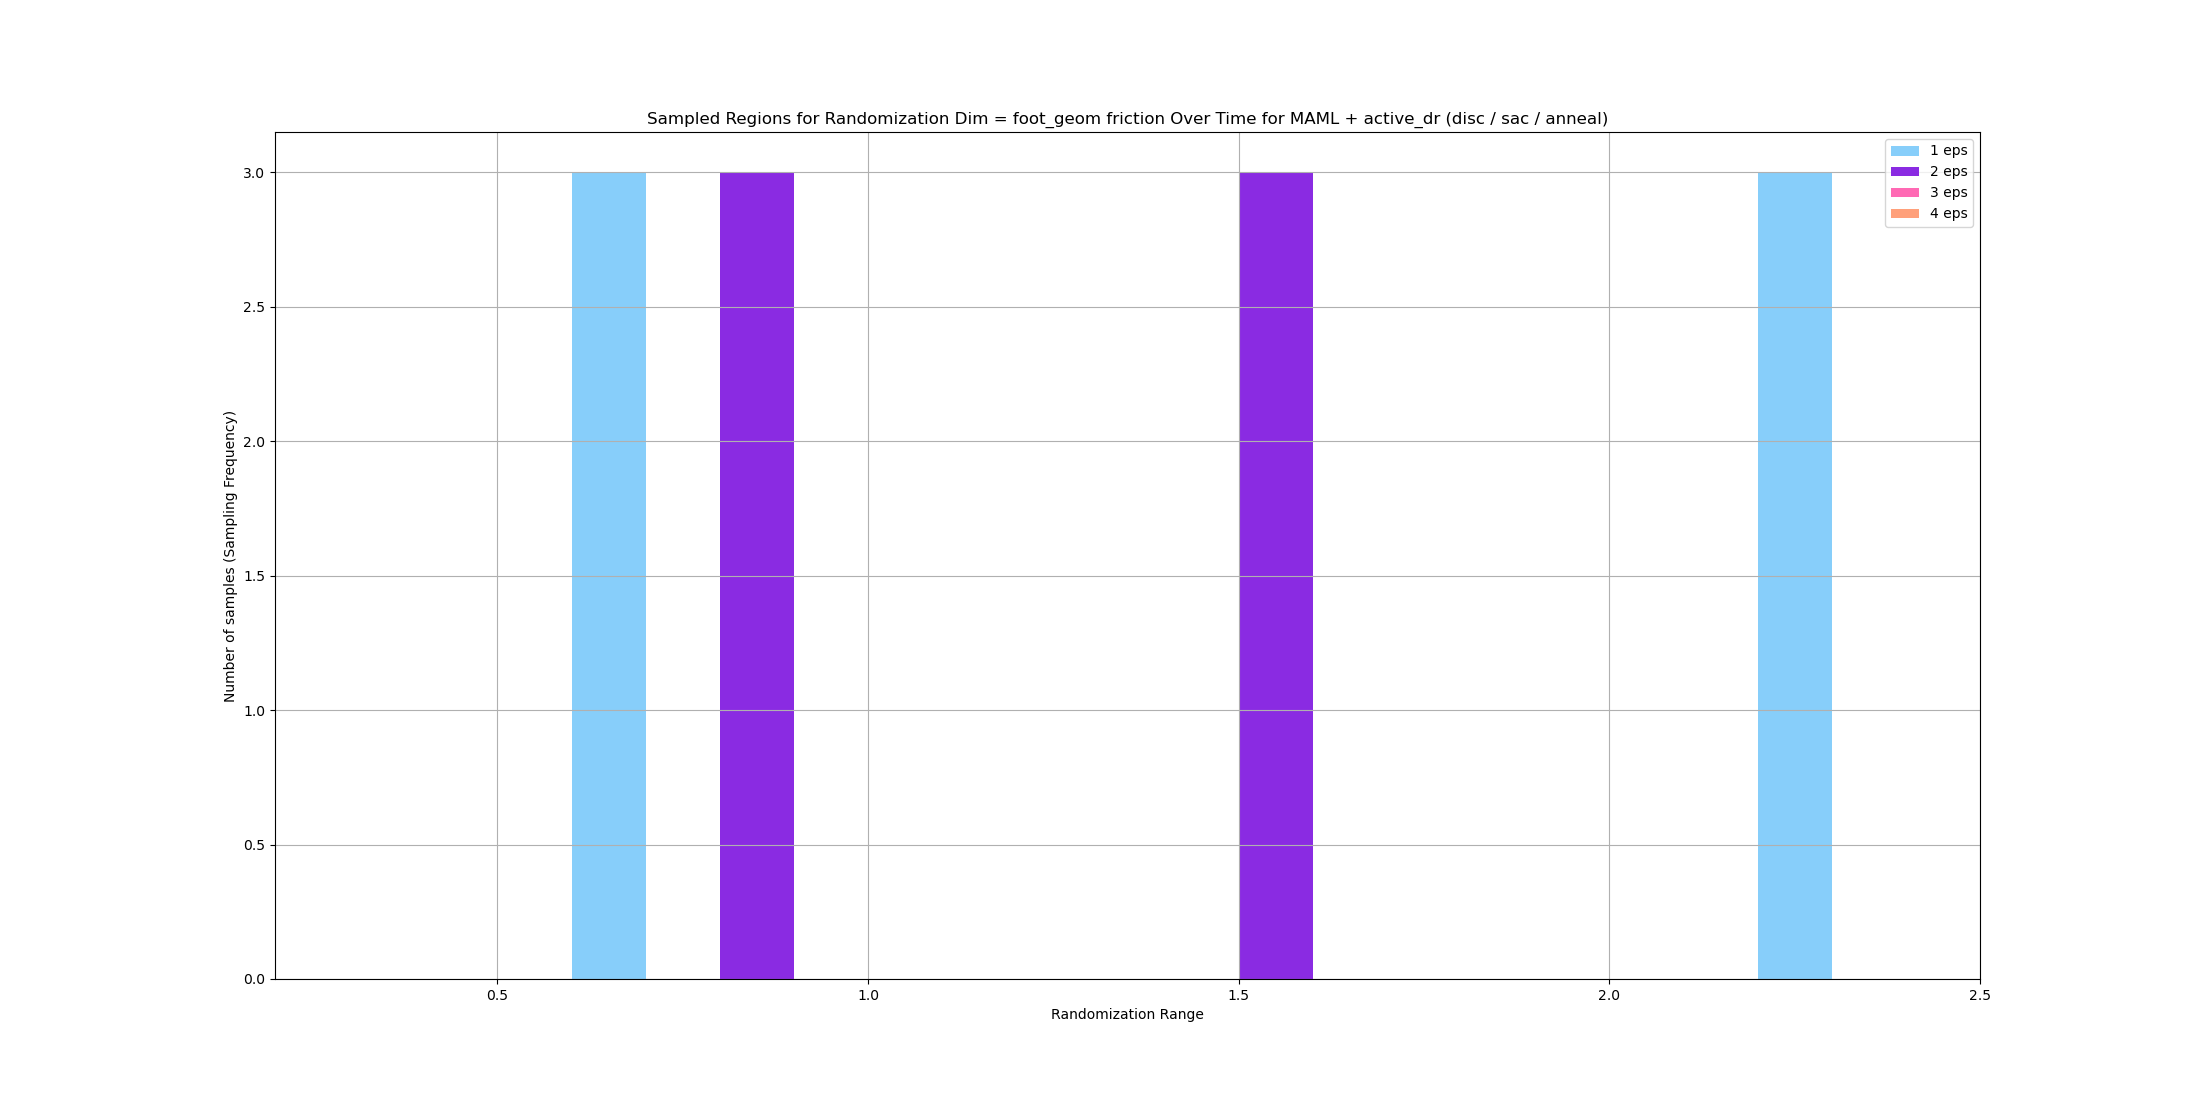 Sampled Regions for Randomization Dim = foot_geom friction Over Time for MAML + active_dr (disc / sac / anneal)
1 eps
2 eps
3 eps
4 eps
3.0
2.5
2.0
1.5
1.0
0.5
0.0
Number of samples (Sampling Frequency)
0.5 1.0 1.5 2.0 2.5
Randomization Range